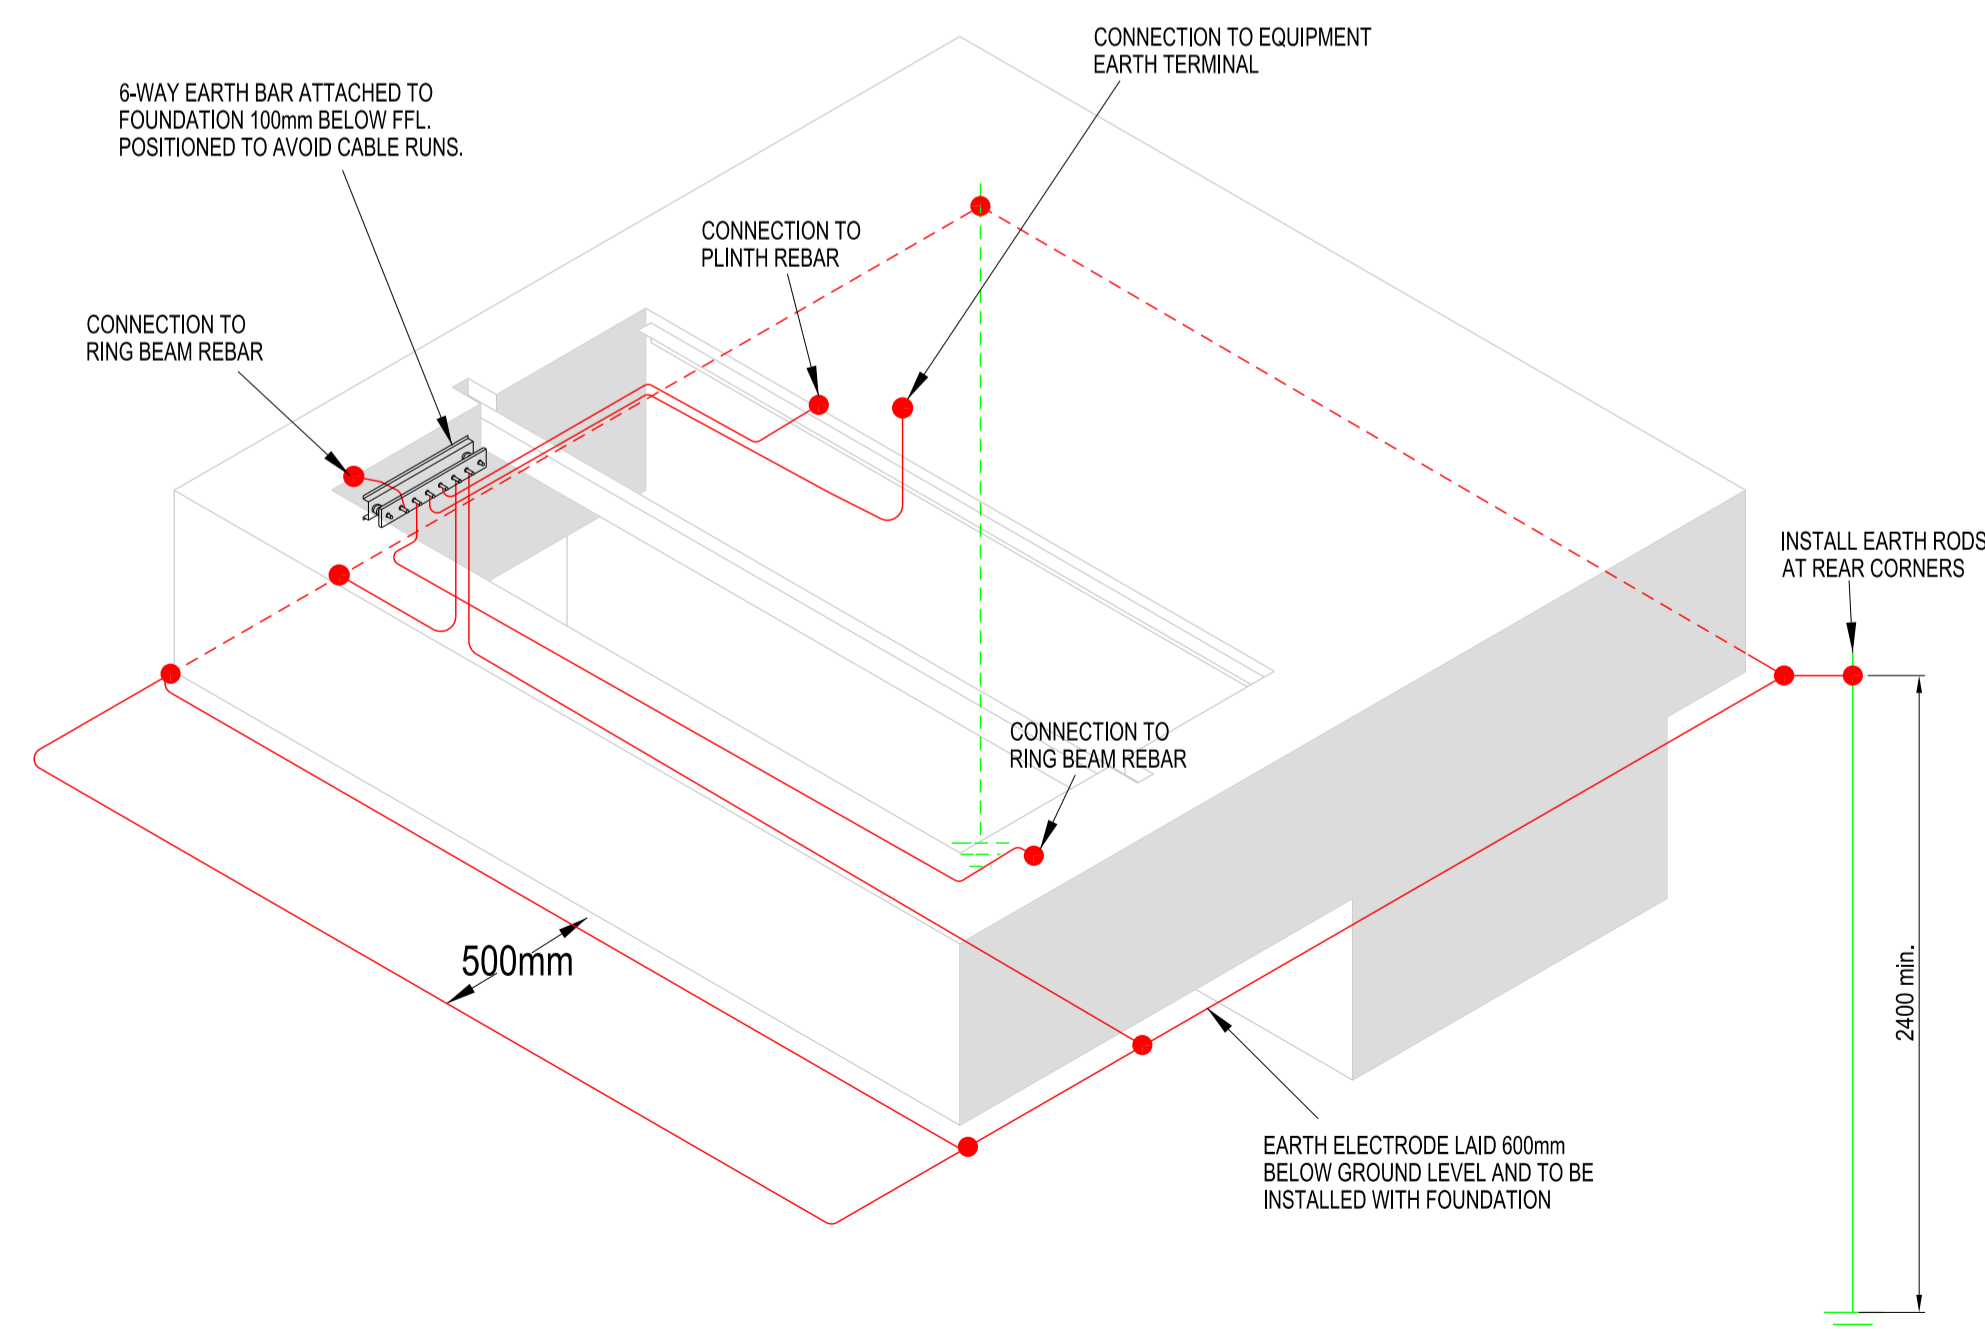 CONNECTION TO EQUIPMENT
EARTH TERMINAL
6-WAY EARTH BAR ATTACHED TO
FOUNDATION 100mm BELOW FFL.
POSITIONED TO AVOID CABLE RUNS.
CONNECTION TO
PLINTH REBAR
CONNECTION TO
RING BEAM REBAR
INSTALL EARTH RODS
AT REAR CORNERS
CONNECTION TO
RING BEAM REBAR
500mm
2400 min.
EARTH ELECTRODE LAID 600mm
BELOW GROUND LEVEL AND TO BE
INSTALLED WITH FOUNDATION